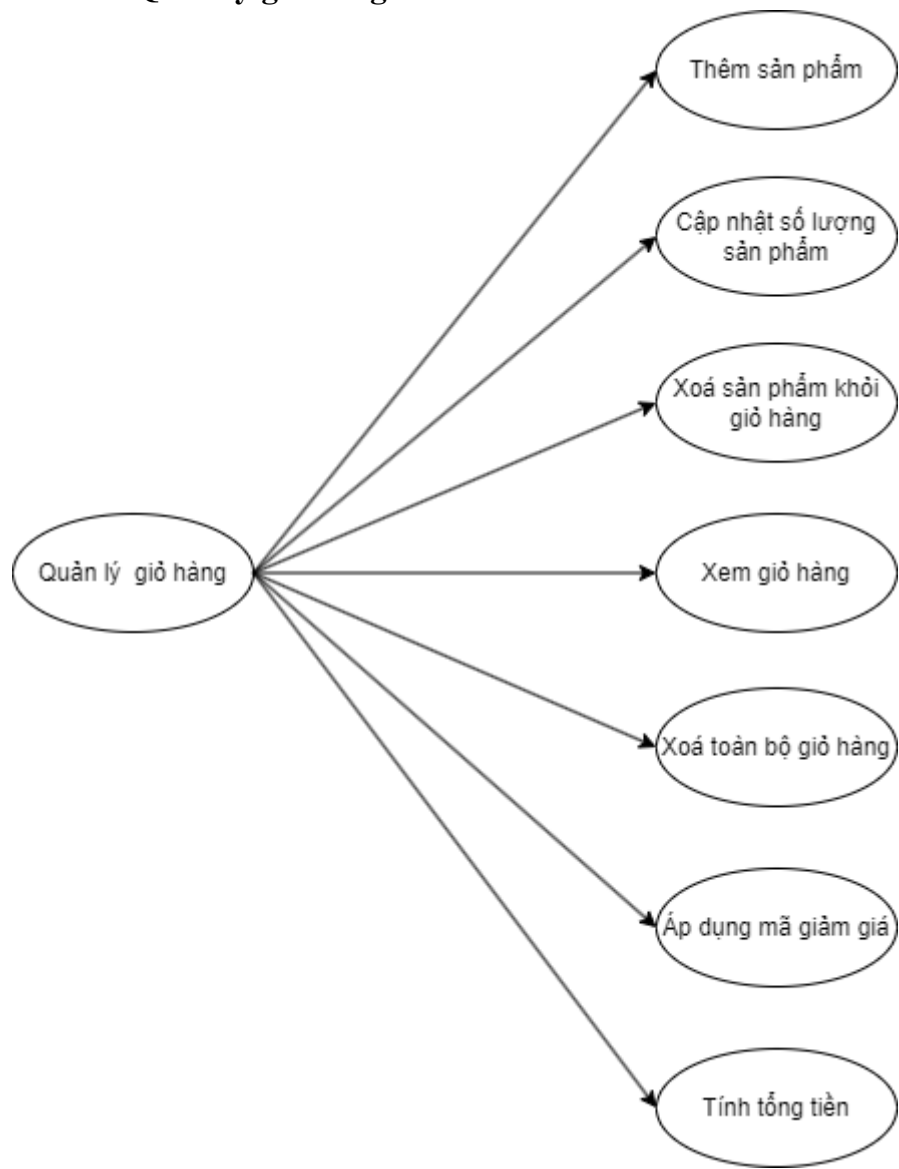 Thêm sản phẩm
Cập nhật số lượng
sản phẩm
Xoá sản phẩm khỏi
giỏ hàng
Quản lý  giỏ hàng
Xem giỏ hàng
Xoá toàn bộ giỏ hàng
Áp dụng mã giảm giá
Tính tổng tiền